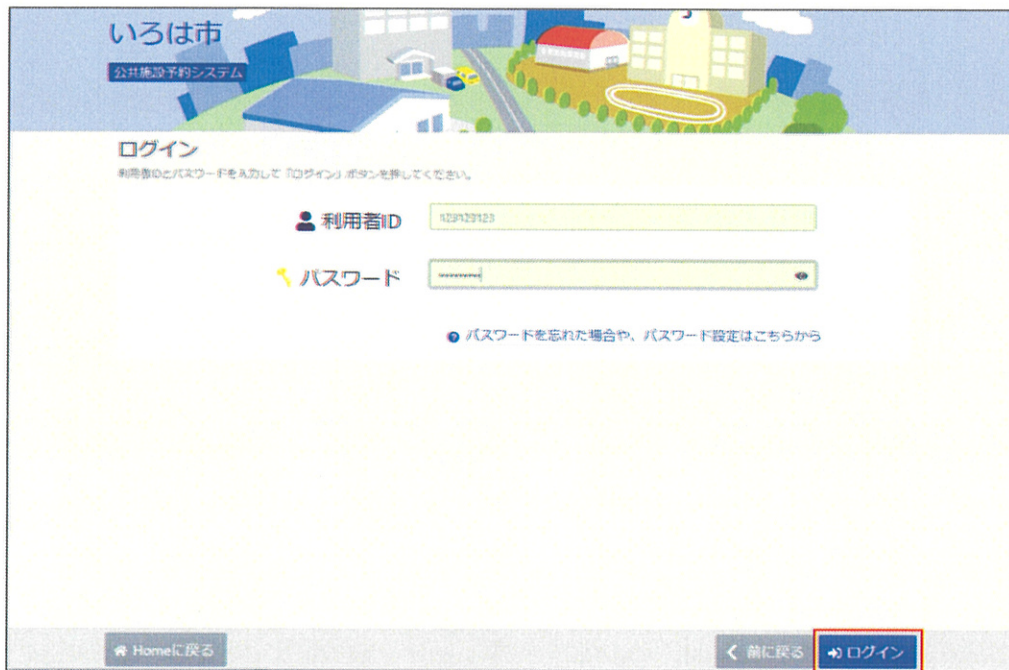 いろは市
公共施設予約システム
ログイン
利用者IDとパスワードを入力して「ログイン」ボタンを押してください。
利用者ID
123123123
パスワード
パスワードを忘れた場合や、パスワード設定はこちらから
Homeに戻る
前に戻る
ログイン